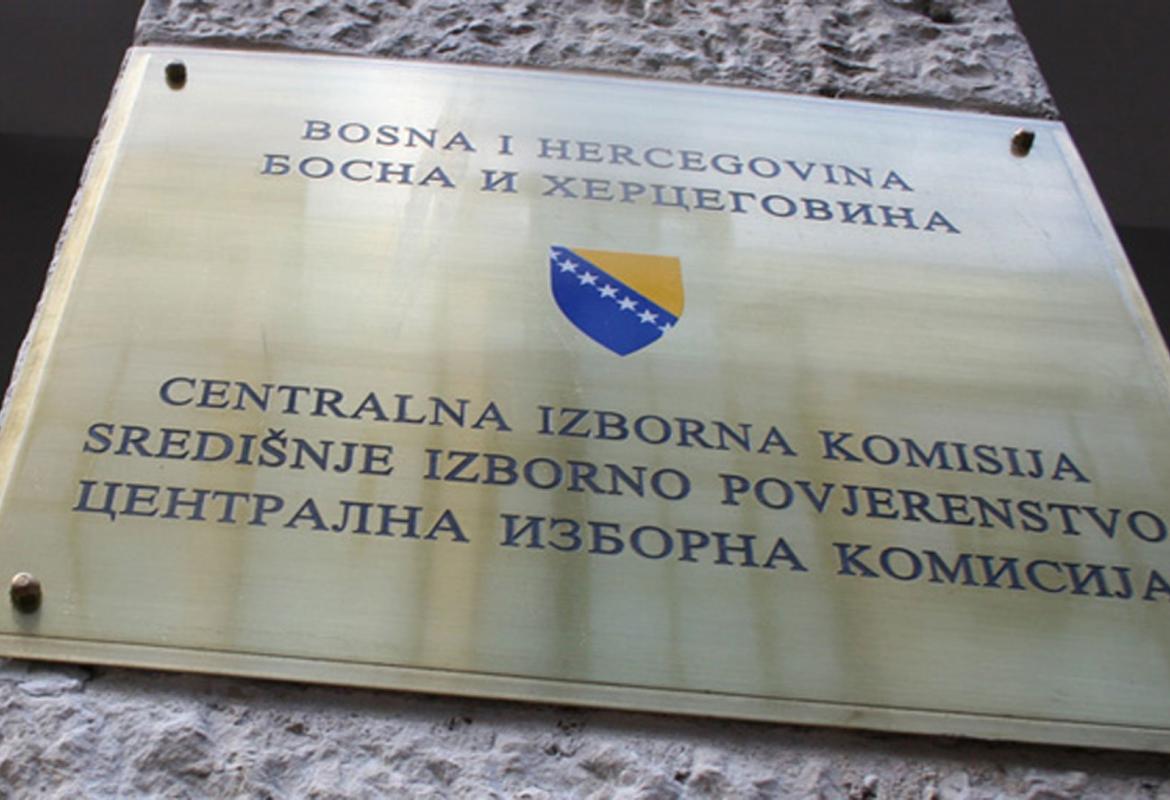 BOSNA I HERCEGOVINA
БОСНА И ХЕРЦЕГОВИНА
CENTRALNA IZBORNA KOMISIJA
SREDIŠNJE IZBORNO POVJERENSTVO
ЦЕНТРАЛНА ИЗБОРНА КОМИСИЈА